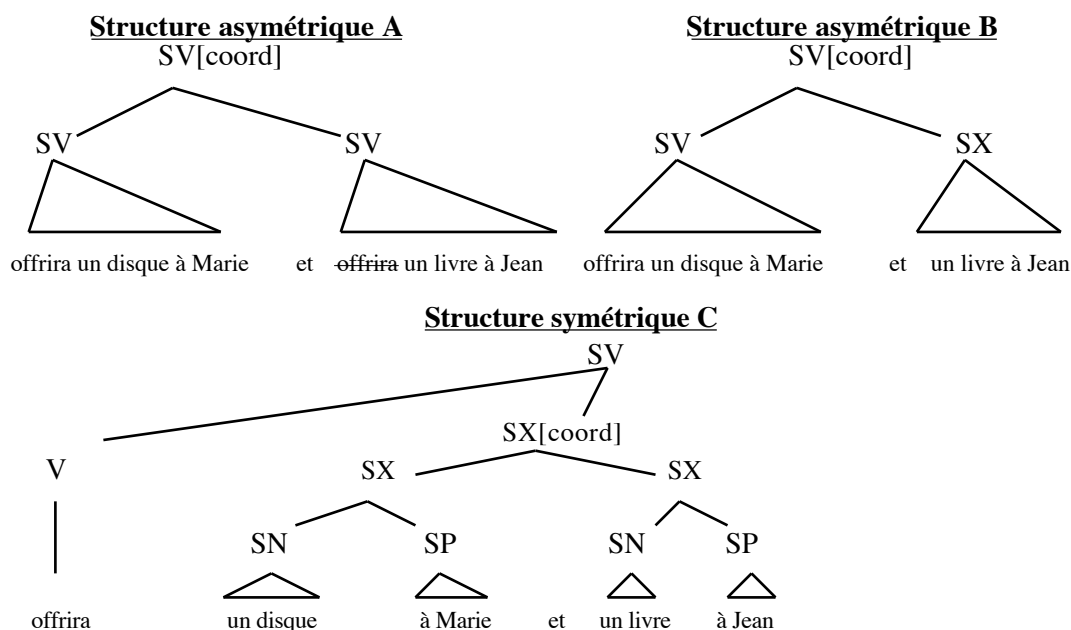 Structure asymétrique A
SV[coord]
SV SV
offrira un disque à Marie et offrira un livre à Jean
Structure asymétrique B
SV[coord]
SV SX
offrira un disque à Marie et un livre à Jean
Structure symétrique C
SV
SX[coord]
V SX SX
SN SP SN SP
offrira un disque à Marie et un livre à Jean